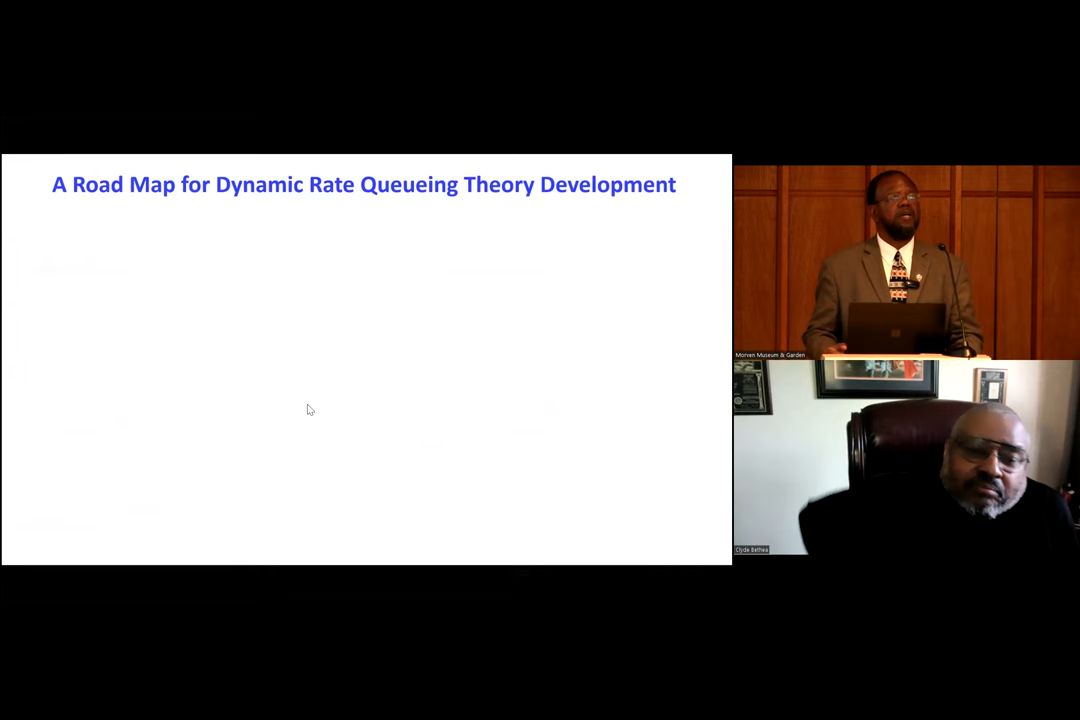 A Road Map for Dynamic Rate Queueing Theory Development
Morven Museum & Garden
Clyde Bethea